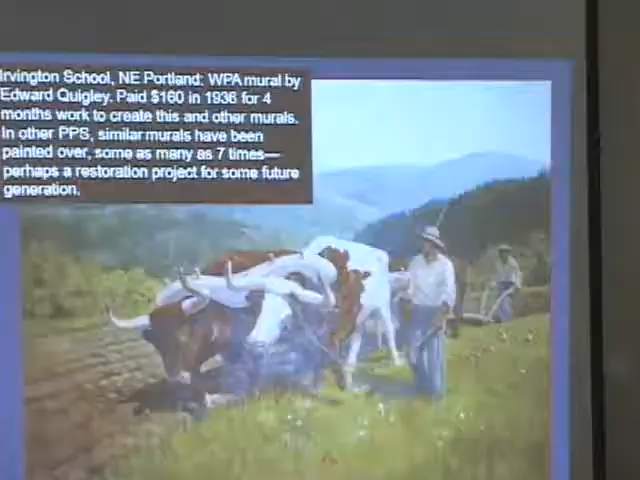 Irvington School, NE Portland: WPA mural by
Edward Quigley. Paid $160 in 1936 for 4
months work to create this and other murals.
In other PPS, similar murals have been
painted over, some as many as 7 times—
perhaps a restoration project for some future
generation.